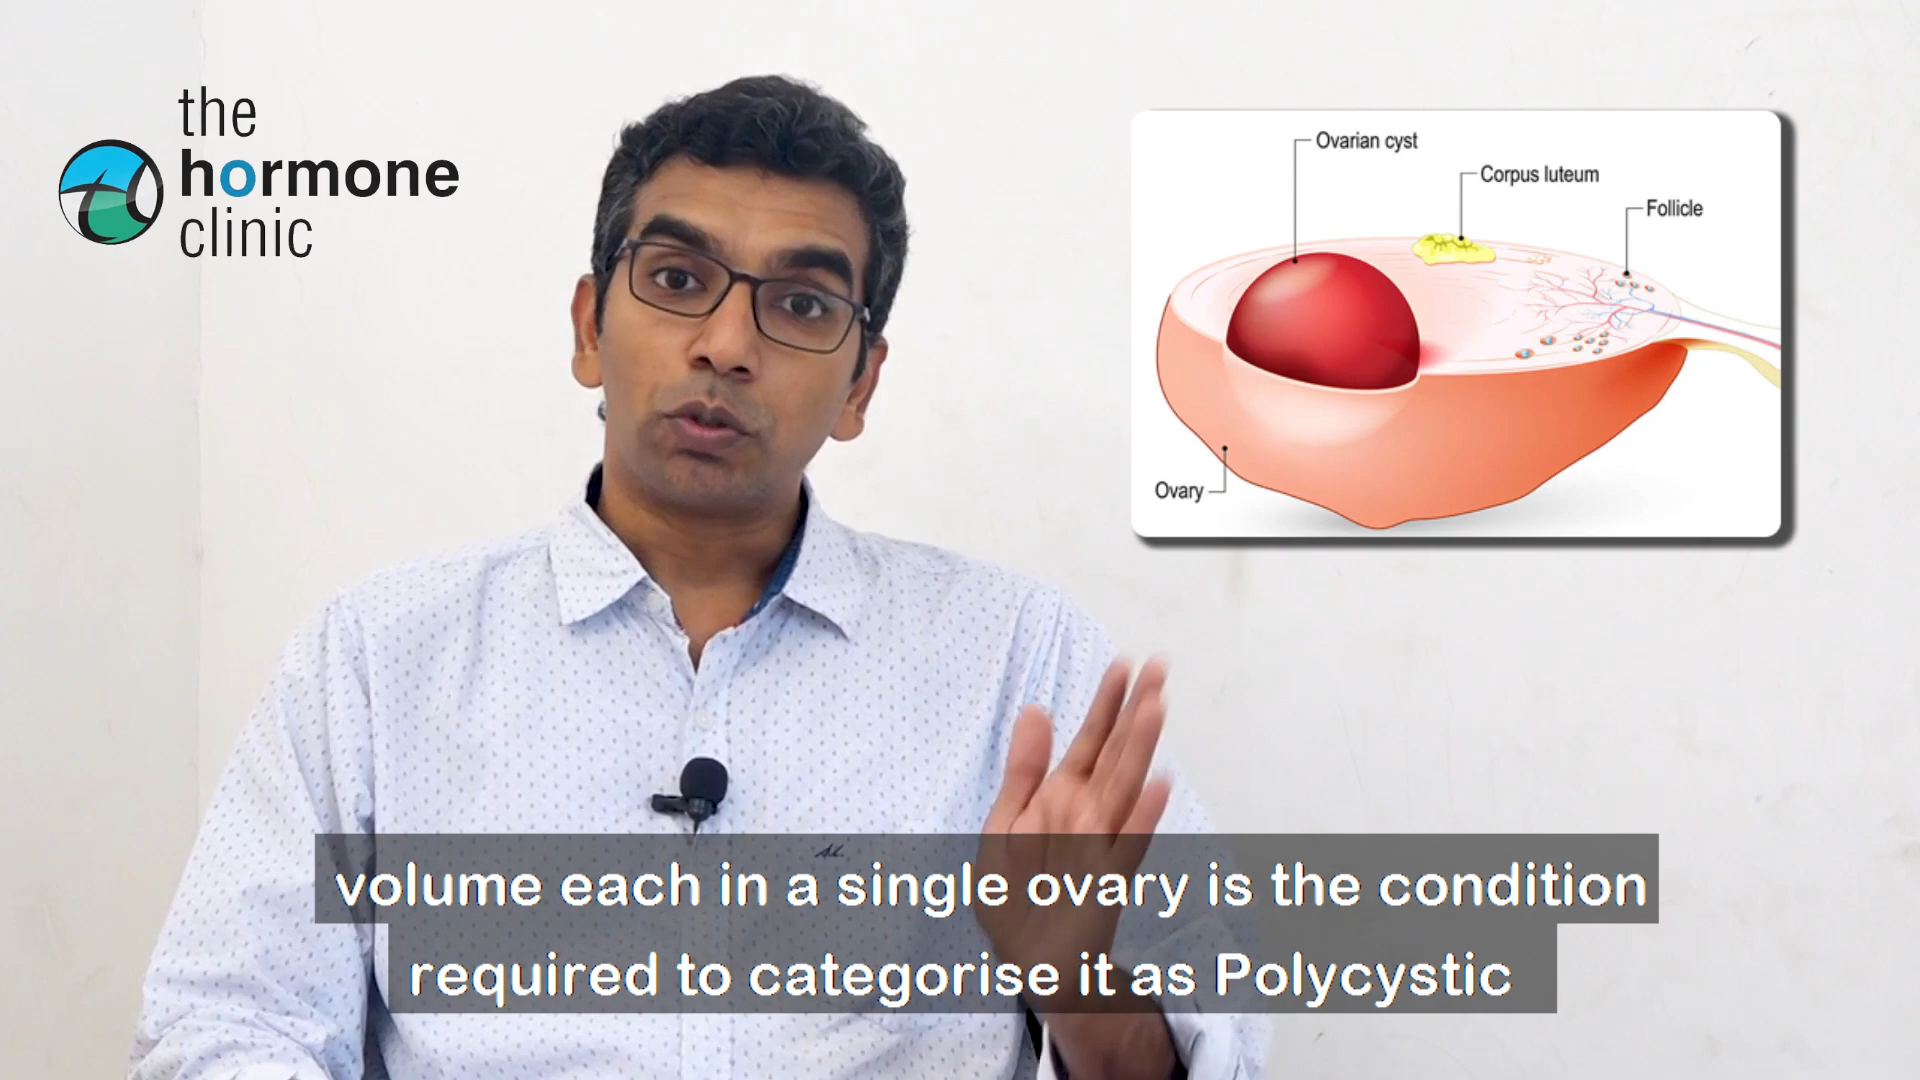 the
hormone
clinic
Ovarian cyst
Corpus luteum
Follicle
Ovary
volume each in a single ovary is the condition
required to categorise it as Polycystic